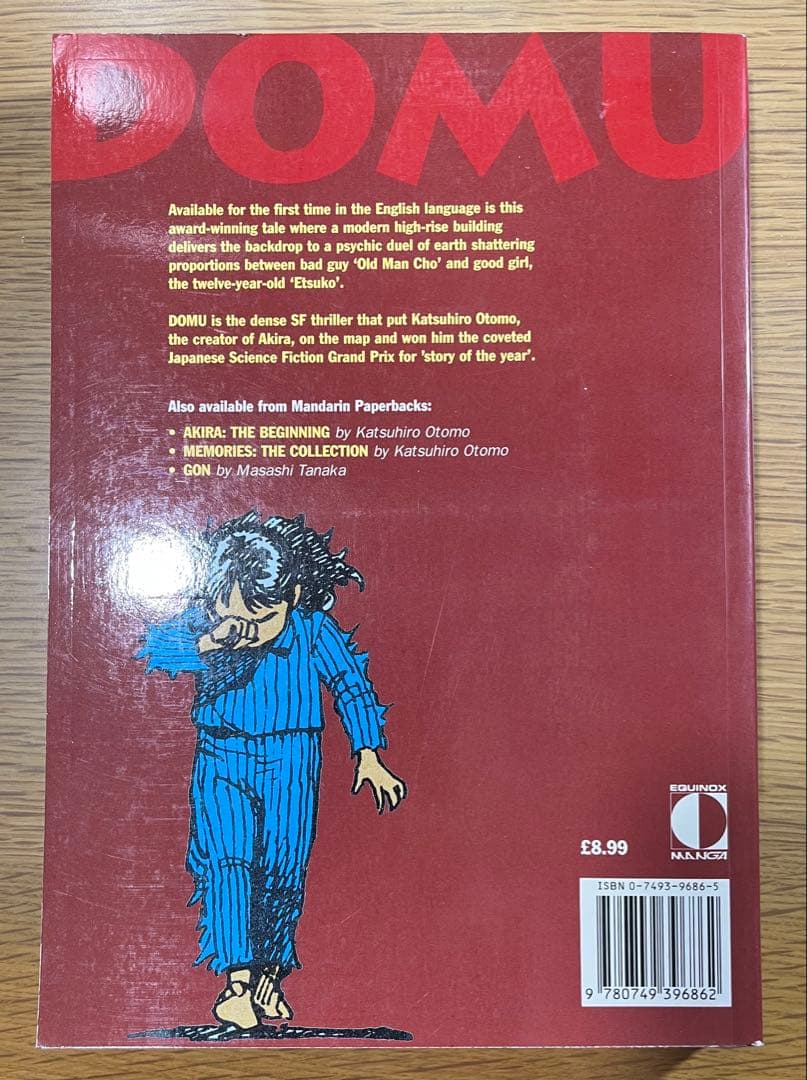 DOMU
Available for the first time in the English language is this
award-winning tale where a modern high-rise building
delivers the backdrop to a psychic duel of earth shattering
proportions between bad guy ‘Old Man Cho’ and good girl,
the twelve-year-old ‘Etsuko’.
DOMU is the dense SF thriller that put Katsuhiro Otomo,
the creator of Akira, on the map and won him the coveted
Japanese Science Fiction Grand Prix for ’story of the year’.
Also available from Mandarin Paperbacks:
• AKIRA: THE BEGINNING by Katsuhiro Otomo
• MEMORIES: THE COLLECTION by Katsuhiro Otomo
• GON by Masashi Tanaka
EQUINOX
MANGA
£8.99
ISBN 0-7493-9686-5
9 780749 396862